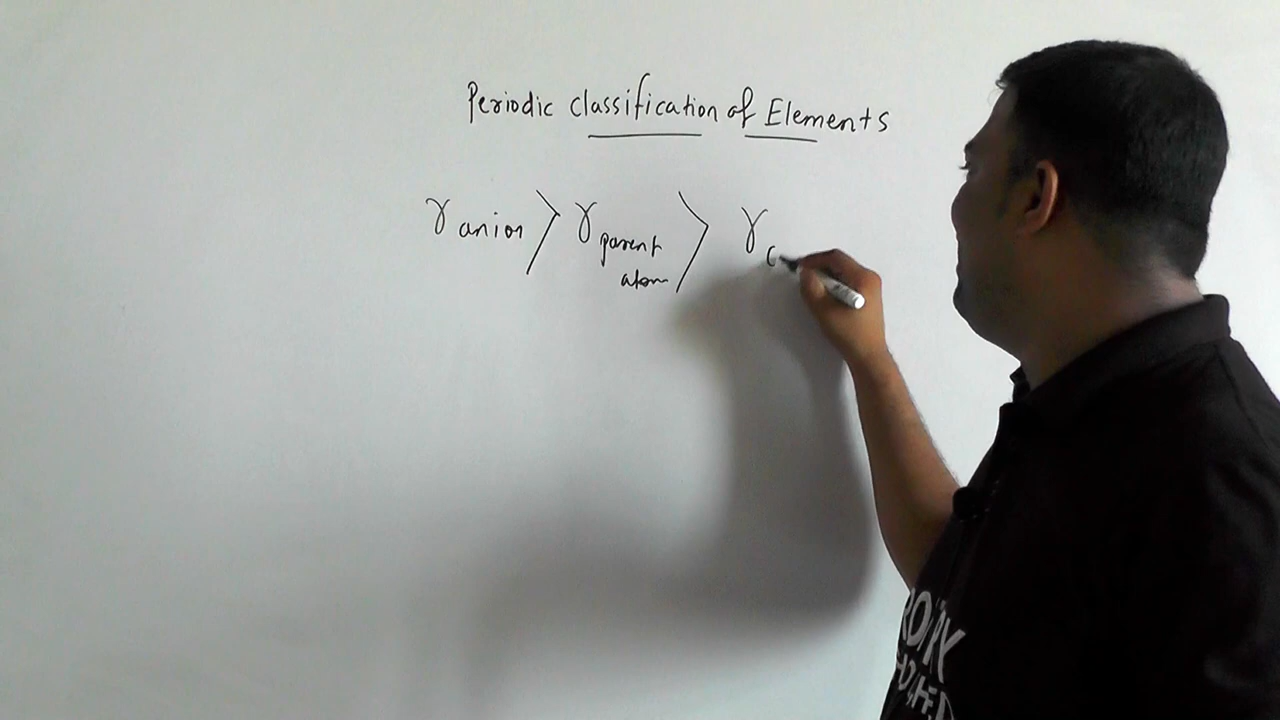 Periodic classification of Elements
r anion > r parent atom > r c